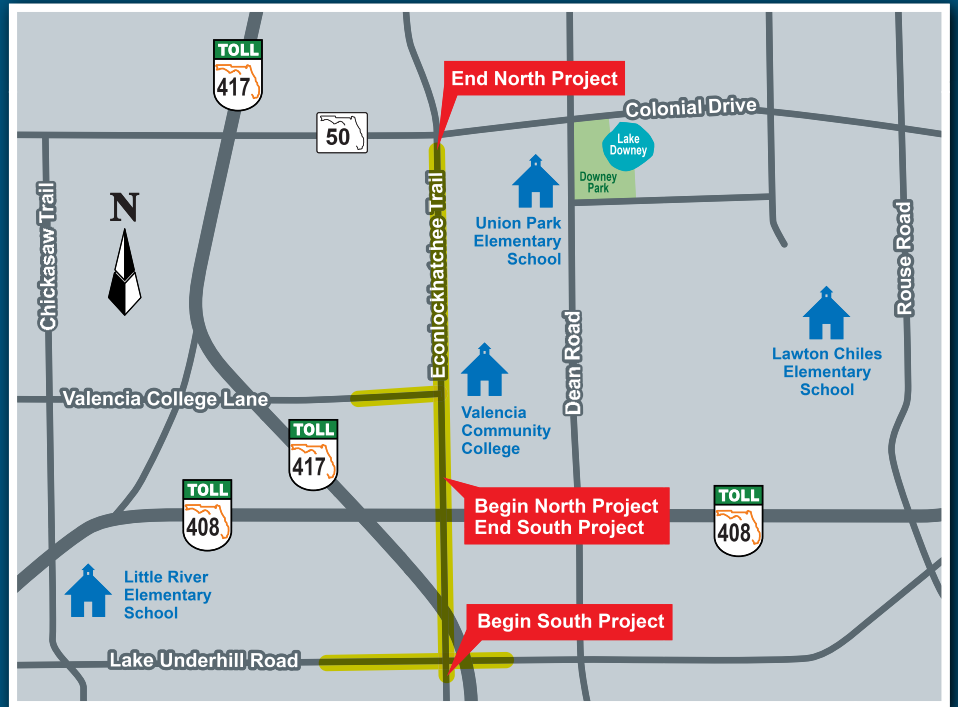 TOLL
417
End North Project
Colonial Drive
50
Lake
Downey
Downey
Park
Chickasaw Trail
N
Econlockhatchee Trail
Union Park
Elementary
School
Rouse Road
Dean Road
Lawton Chiles
Elementary
School
Valencia College Lane
Valencia
Community
College
TOLL
417
TOLL
408
Begin North Project
End South Project
TOLL
408
Little River
Elementary
School
Begin South Project
Lake Underhill Road